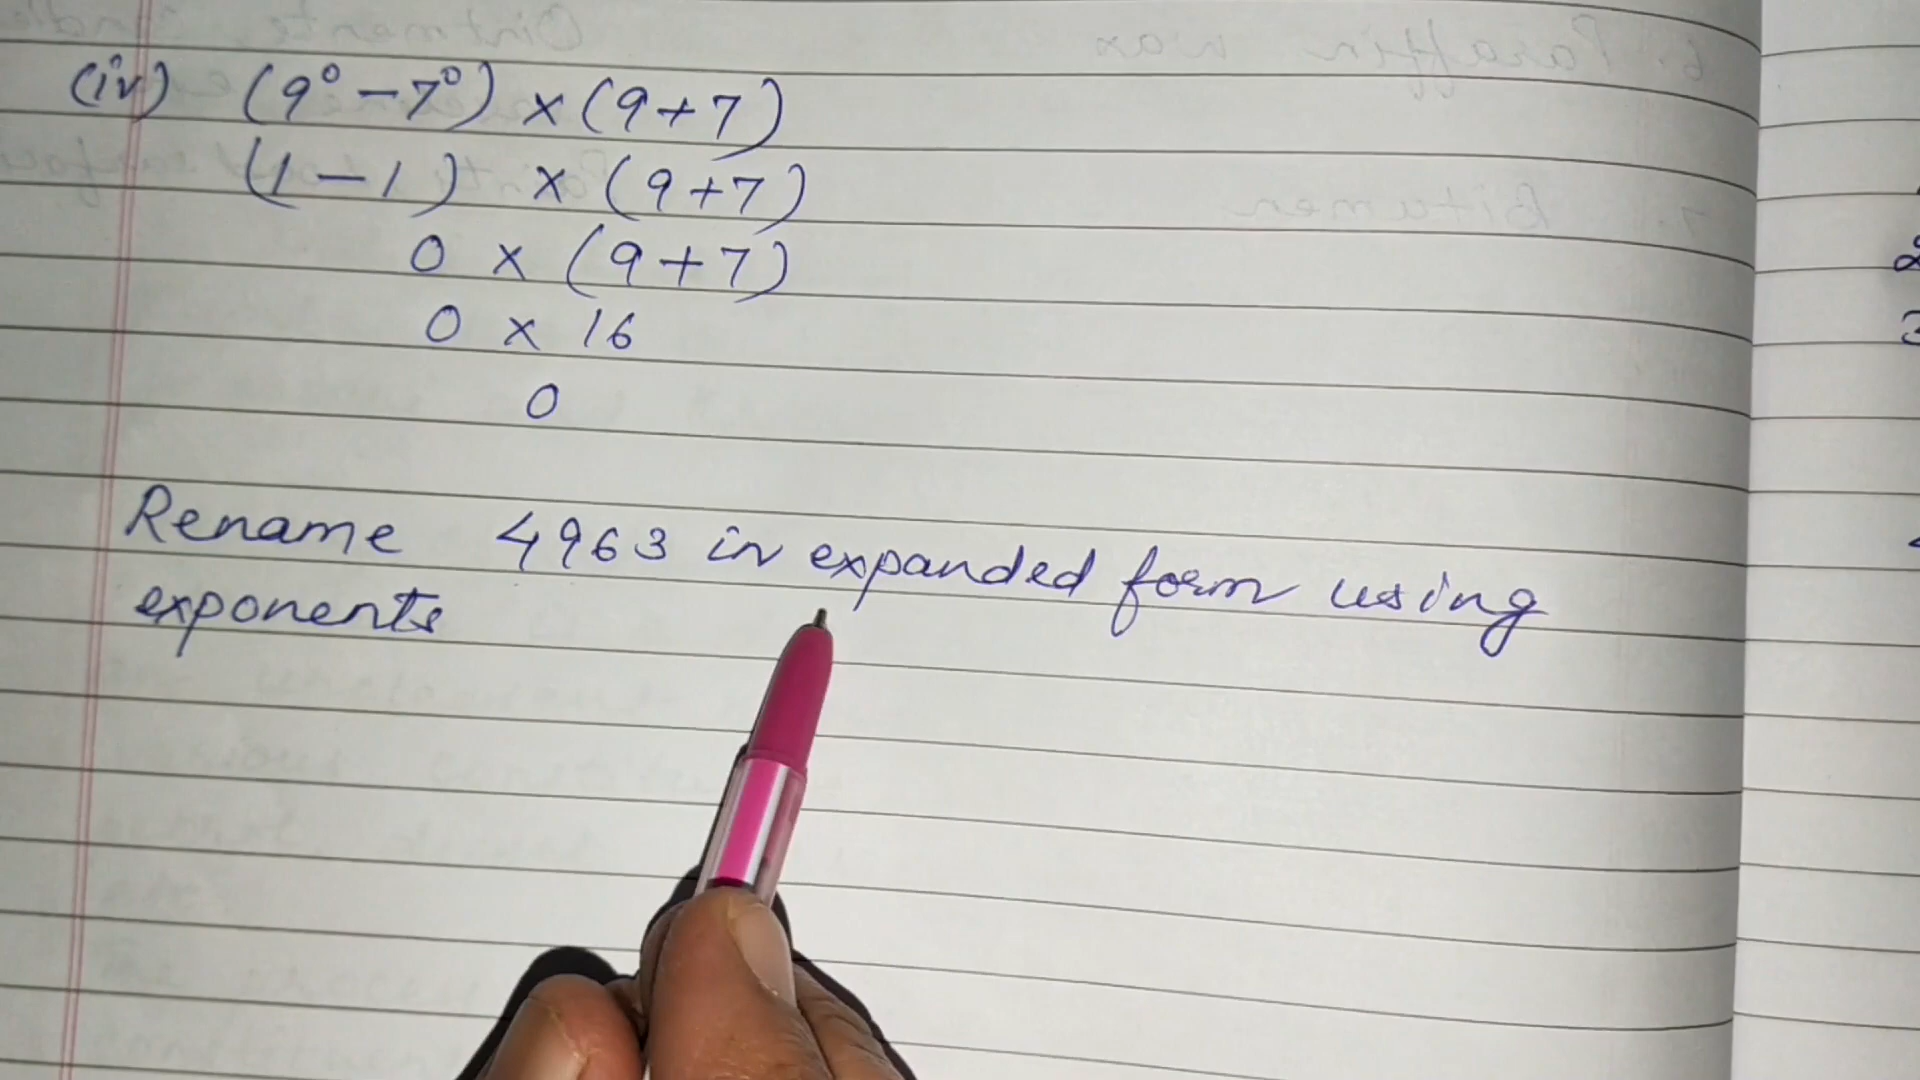 (iv) (9⁰ - 7⁰) × (9 + 7)
(1 - 1) × (9 + 7)
0 × (9 + 7)
0 × 16
0
Rename 4963 in expanded form using
exponents